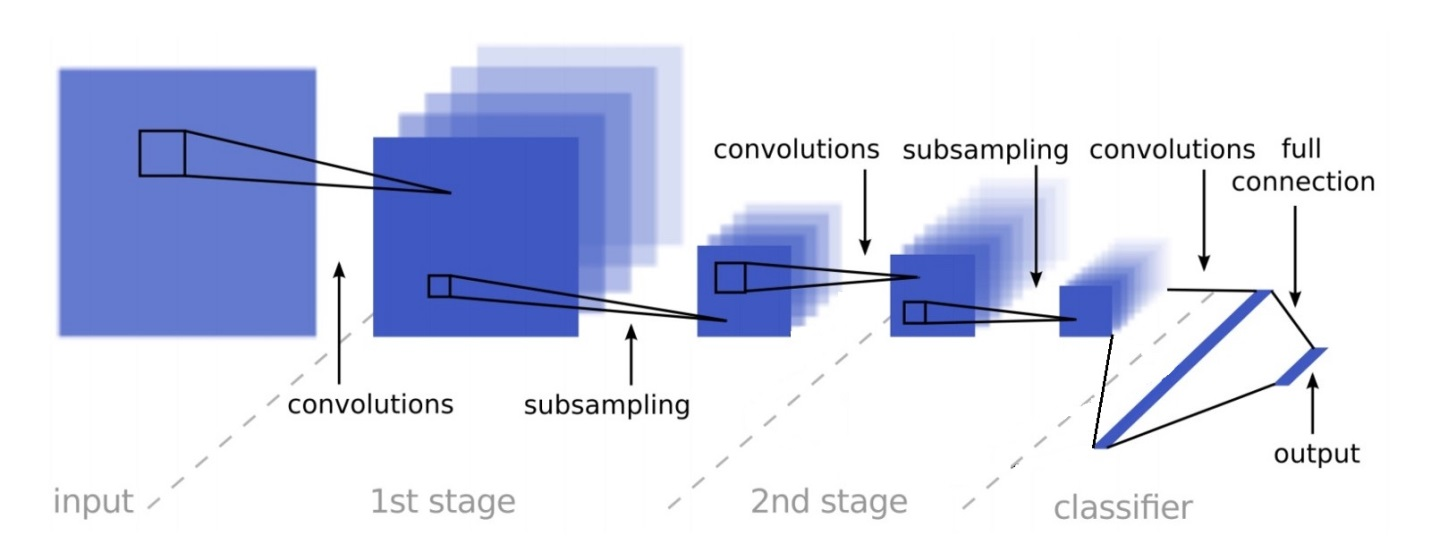 convolutions
subsampling
convolutions
full
connection
convolutions
subsampling
output
input
1st stage
2nd stage
classifier